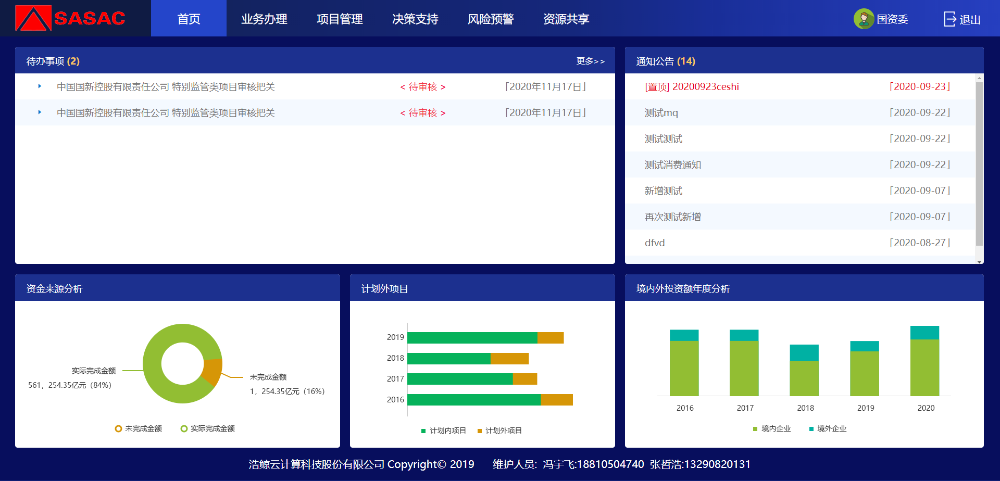 SASAC 首页 业务办理 项目管理 决策支持 风险预警 资源共享 国资委 退出
待办事项 (2) 更多>>
中国国新控股有限责任公司 特别监管类项目审核把关 < 待审核 > 「2020年11月17日」
中国国新控股有限责任公司 特别监管类项目审核把关 < 待审核 > 「2020年11月17日」
通知公告 (14)
[置顶] 20200923ceshi 「2020-09-23」
测试mq 「2020-09-22」
测试测试 「2020-09-22」
测试消费通知 「2020-09-22」
新增测试 「2020-09-07」
再次测试新增 「2020-09-07」
dfvd 「2020-08-27」
资金来源分析
实际完成金额
561，254.35亿元（84%）
未完成金额
1，254.35亿元（16%）
未完成金额 实际完成金额
计划外项目
2019
2018
2017
2016
计划内项目 计划外项目
境内外投资额年度分析
2016 2017 2018 2019 2020
境内企业 境外企业
浩鲸云计算科技股份有限公司 Copyright© 2019 维护人员: 冯宇飞:18810504740 张哲浩:13290820131